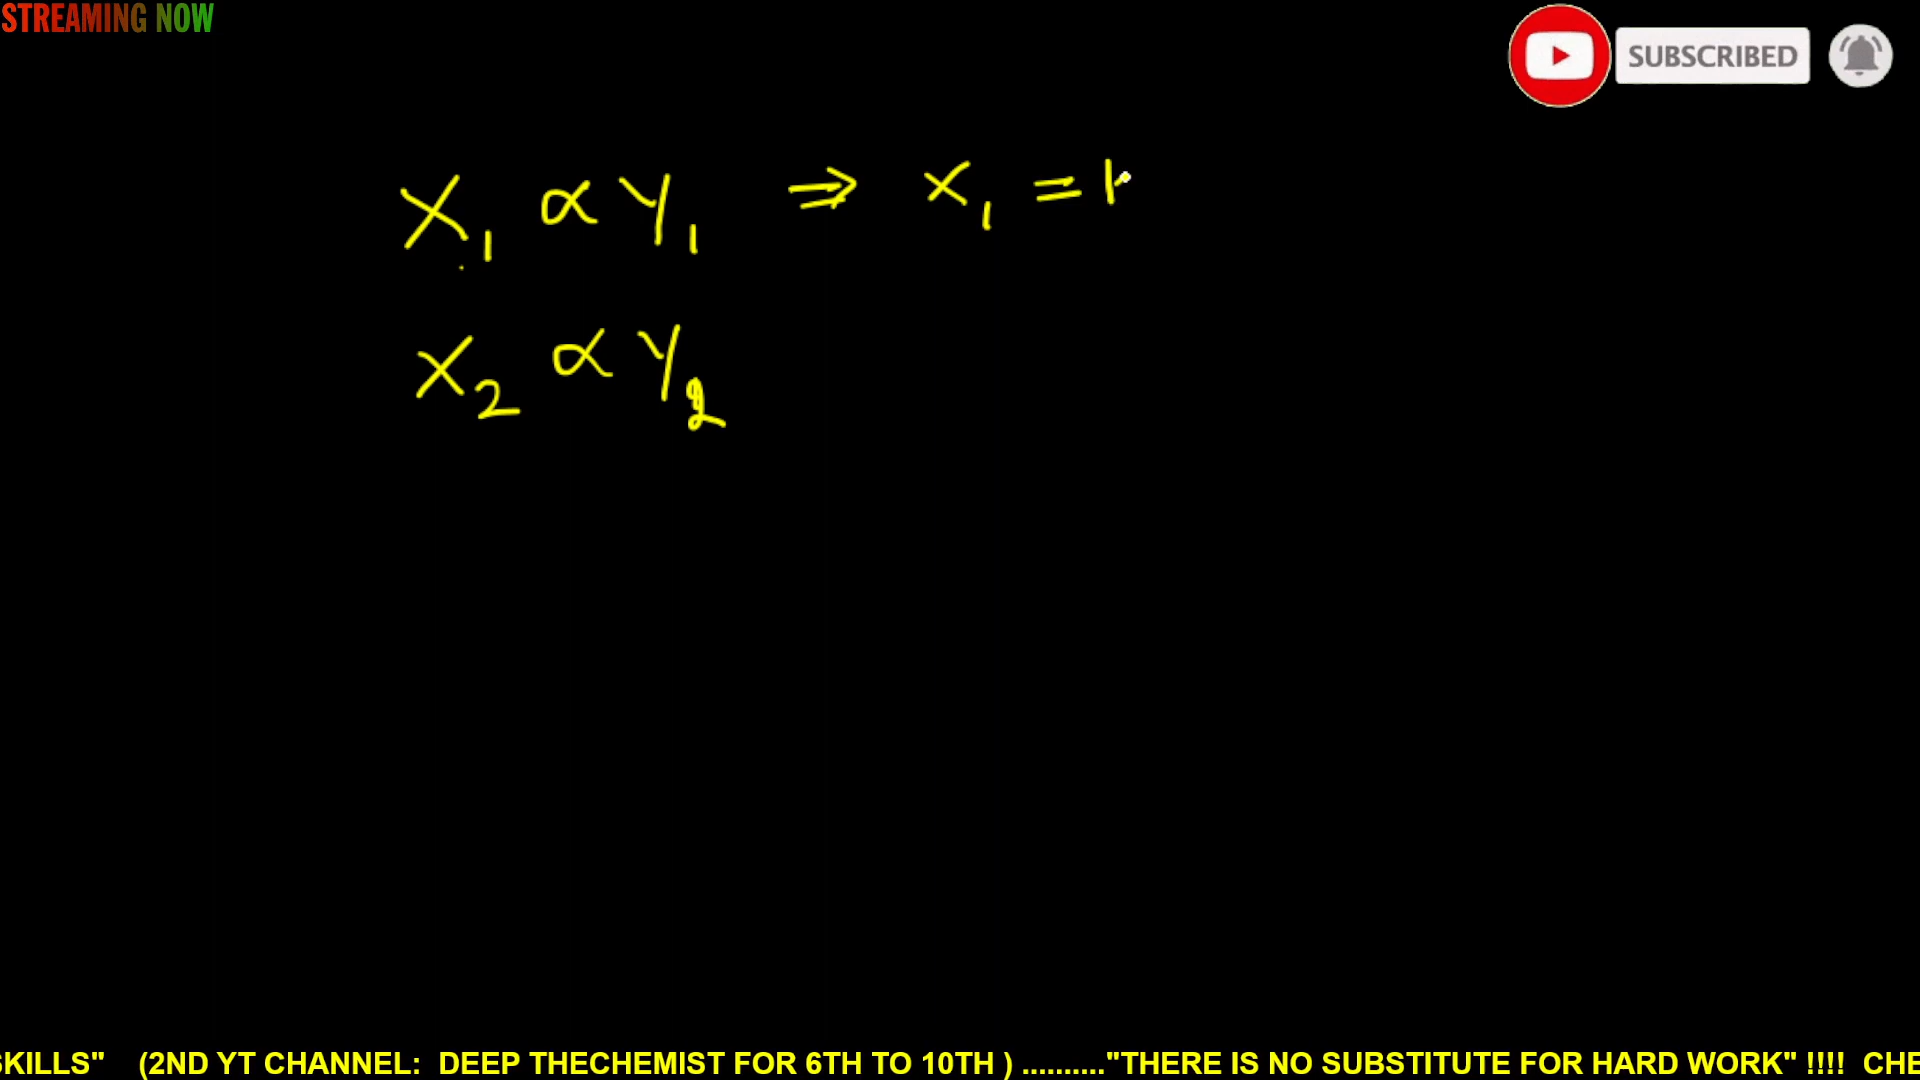 STREAMING NOW
SUBSCRIBED
X₁ ∝ Y₁ ⇒ X₁ =
X₂ ∝ Y₂
SKILLS" (2ND YT CHANNEL: DEEP THECHEMIST FOR 6TH TO 10TH ) .........."THERE IS NO SUBSTITUTE FOR HARD WORK" !!!! CHE